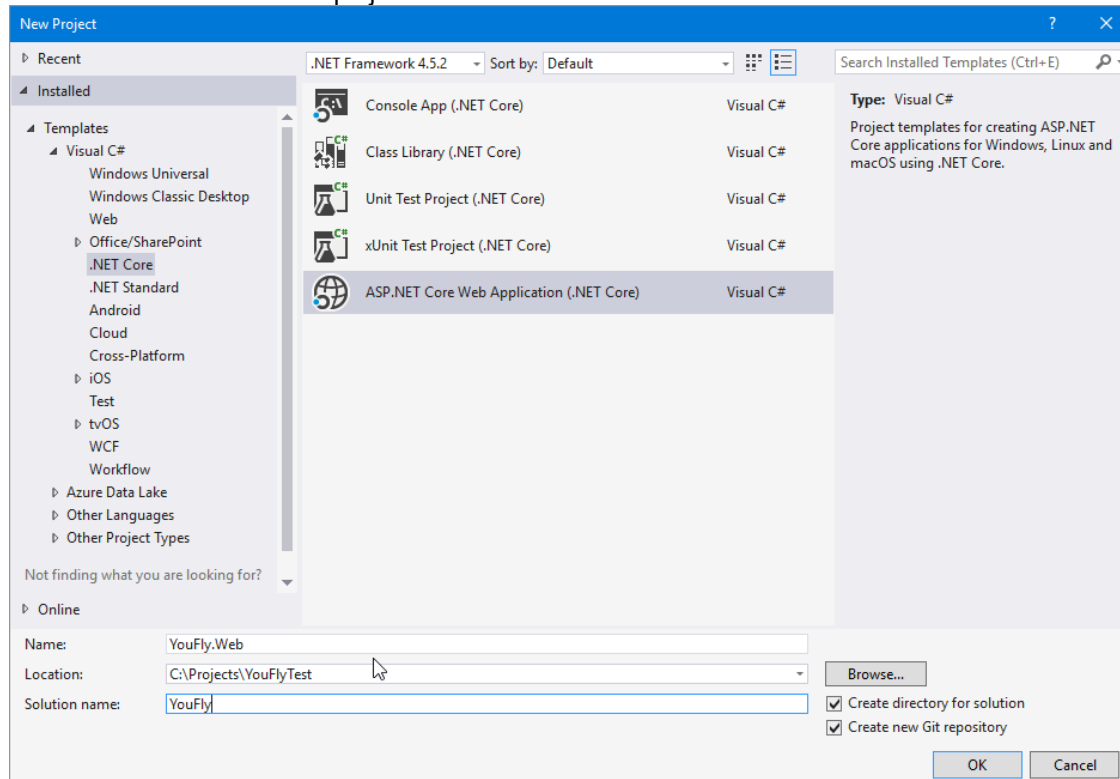 New Project ?
Recent
.NET Framework 4.5.2 Sort by: Default
Search Installed Templates (Ctrl+E)
Installed
Templates
Visual C#
Windows Universal
Windows Classic Desktop
Web
Office/SharePoint
.NET Core
.NET Standard
Android
Cloud
Cross-Platform
iOS
Test
tvOS
WCF
Workflow
Azure Data Lake
Other Languages
Other Project Types
Not finding what you are looking for?
Online
Console App (.NET Core) Visual C#
Class Library (.NET Core) Visual C#
Unit Test Project (.NET Core) Visual C#
xUnit Test Project (.NET Core) Visual C#
ASP.NET Core Web Application (.NET Core) Visual C#
Type: Visual C#
Project templates for creating ASP.NET
Core applications for Windows, Linux and
macOS using .NET Core.
Name: YouFly.Web
Location: C:\Projects\YouFlyTest
Browse...
Solution name: YouFly
Create directory for solution
Create new Git repository
OK Cancel